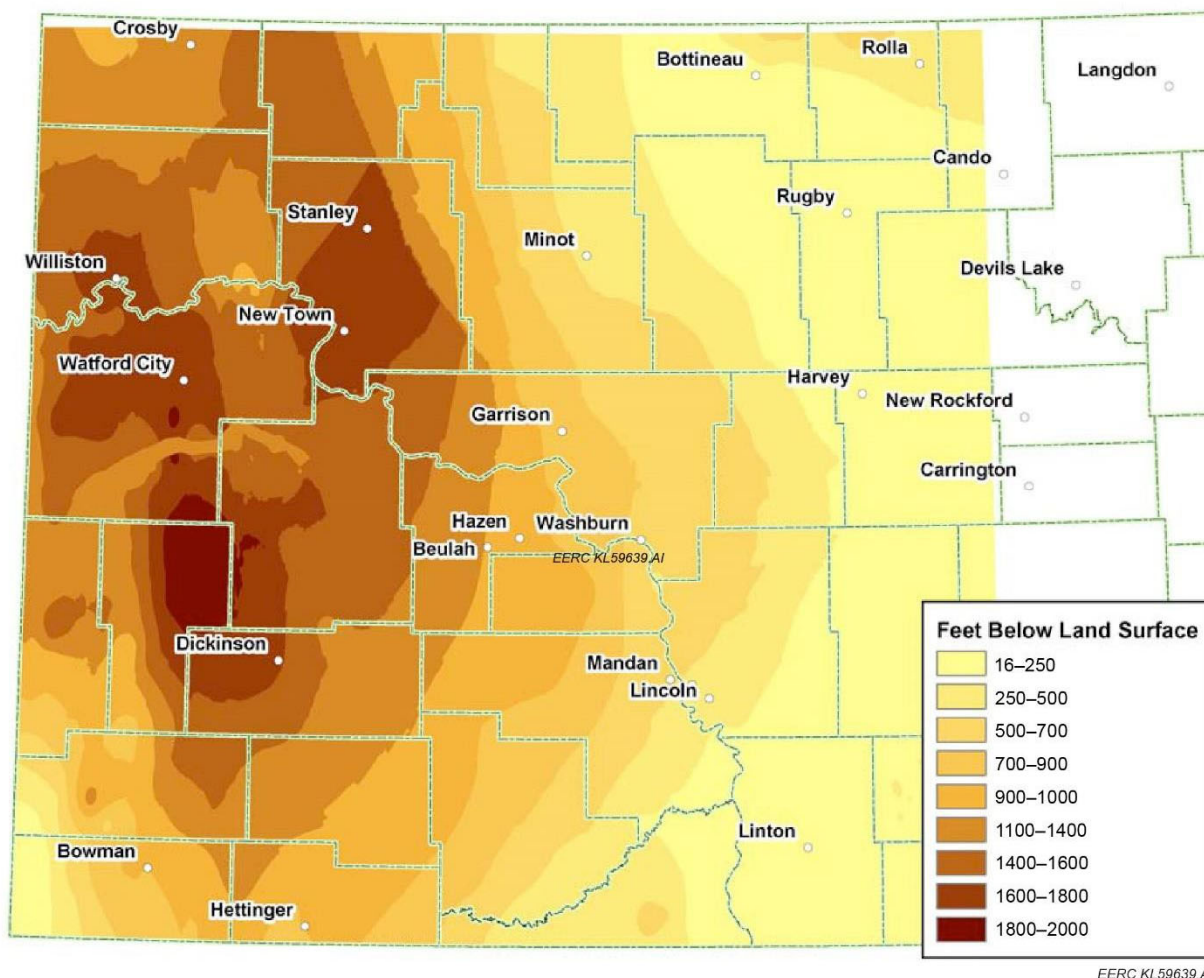 Crosby
Bottineau
Rolla
Langdon
Cando
Stanley
Rugby
Minot
Williston
Devils Lake
New Town
Watford City
Harvey
New Rockford
Garrison
Carrington
Hazen
Washburn
Beulah
EERC KL59639.AI
Dickinson
Mandan
Lincoln
Linton
Bowman
Hettinger
Feet Below Land Surface
16–250
250–500
500–700
700–900
900–1000
1100–1400
1400–1600
1600–1800
1800–2000
EERC KL59639.A